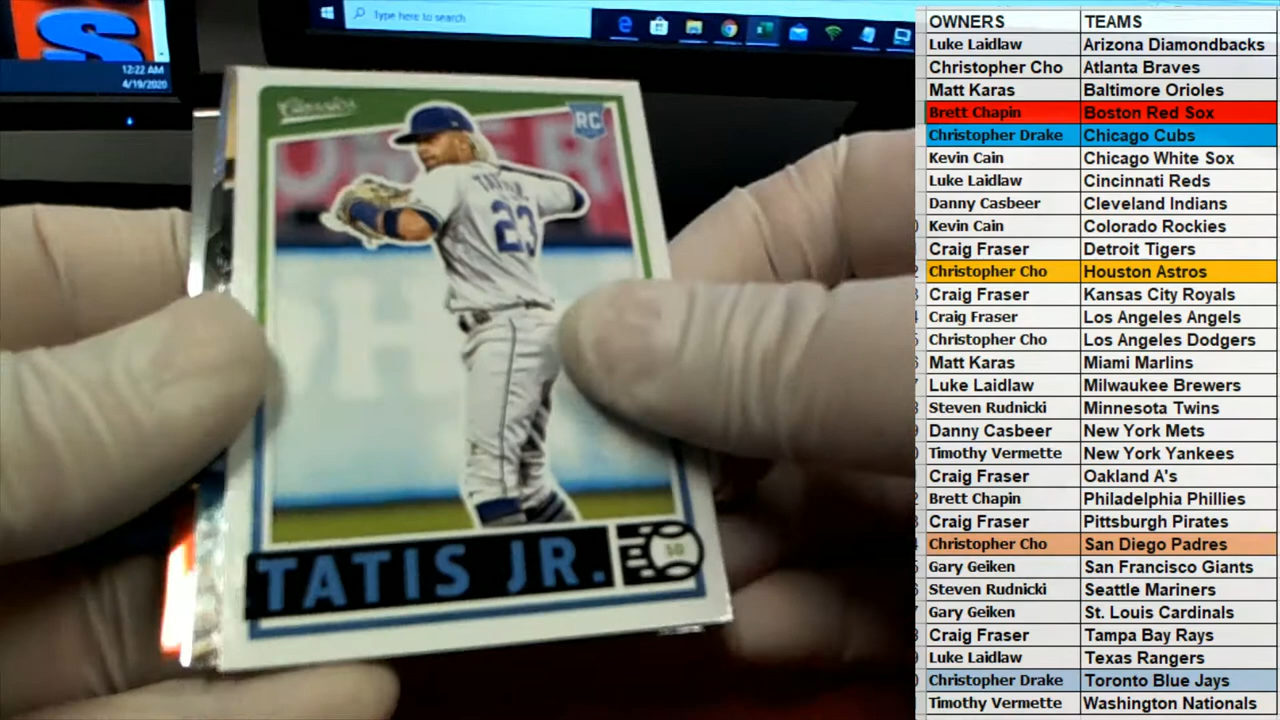 Type here to search
12:22 AM
4/19/2020
Classics
RC
TATIS JR.
23
TATIS JR.
SD
OWNERS TEAMS
Luke Laidlaw Arizona Diamondbacks
Christopher Cho Atlanta Braves
Matt Karas Baltimore Orioles
Brett Chapin Boston Red Sox
Christopher Drake Chicago Cubs
Kevin Cain Chicago White Sox
Luke Laidlaw Cincinnati Reds
Danny Casbeer Cleveland Indians
Kevin Cain Colorado Rockies
Craig Fraser Detroit Tigers
Christopher Cho Houston Astros
Craig Fraser Kansas City Royals
Craig Fraser Los Angeles Angels
Christopher Cho Los Angeles Dodgers
Matt Karas Miami Marlins
Luke Laidlaw Milwaukee Brewers
Steven Rudnicki Minnesota Twins
Danny Casbeer New York Mets
Timothy Vermette New York Yankees
Craig Fraser Oakland A's
Brett Chapin Philadelphia Phillies
Craig Fraser Pittsburgh Pirates
Christopher Cho San Diego Padres
Gary Geiken San Francisco Giants
Steven Rudnicki Seattle Mariners
Gary Geiken St. Louis Cardinals
Craig Fraser Tampa Bay Rays
Luke Laidlaw Texas Rangers
Christopher Drake Toronto Blue Jays
Timothy Vermette Washington Nationals